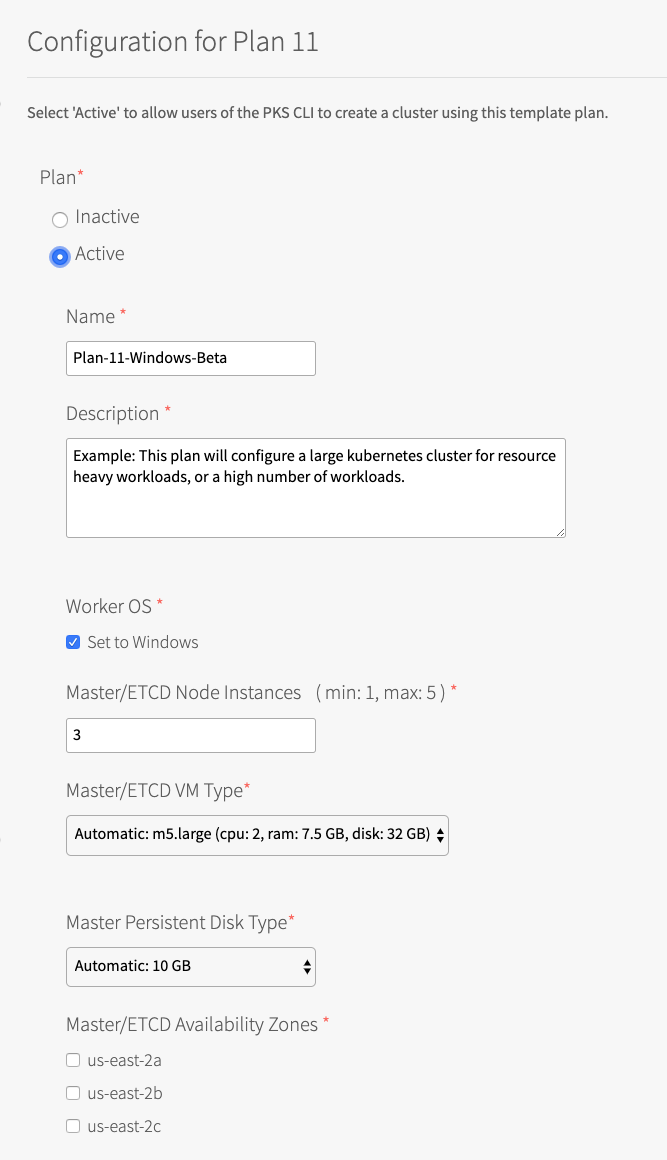 Configuration for Plan 11
Select 'Active' to allow users of the PKS CLI to create a cluster using this template plan.
Plan*
Inactive
Active
Name *
Plan-11-Windows-Beta
Description *
Example: This plan will configure a large kubernetes cluster for resource
heavy workloads, or a high number of workloads.
Worker OS *
Set to Windows
Master/ETCD Node Instances ( min: 1, max: 5 ) *
3
Master/ETCD VM Type*
Automatic: m5.large (cpu: 2, ram: 7.5 GB, disk: 32 GB)
Master Persistent Disk Type*
Automatic: 10 GB
Master/ETCD Availability Zones *
us-east-2a
us-east-2b
us-east-2c